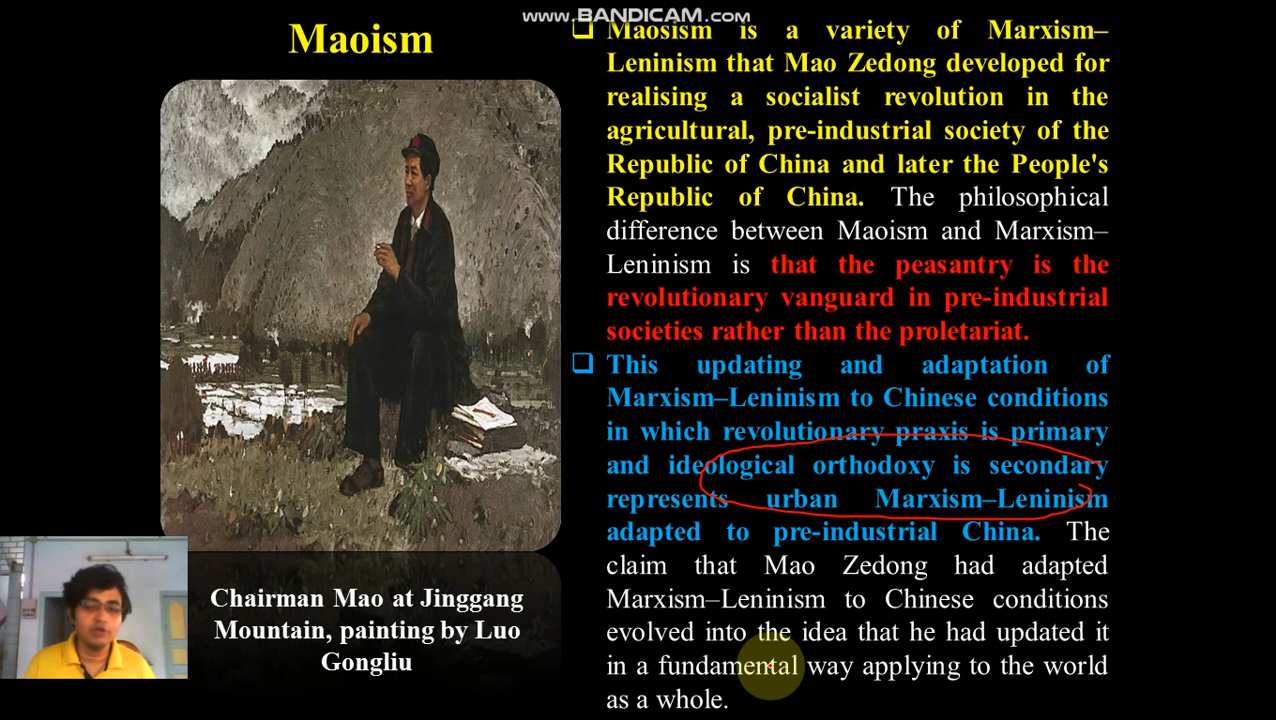 www.BANDICAM.com
Maoism
Maosism is a variety of Marxism–
Leninism that Mao Zedong developed for
realising a socialist revolution in the
agricultural, pre-industrial society of the
Republic of China and later the People's
Republic of China. The philosophical
difference between Maoism and Marxism–
Leninism is that the peasantry is the
revolutionary vanguard in pre-industrial
societies rather than the proletariat.
This updating and adaptation of
Marxism–Leninism to Chinese conditions
in which revolutionary praxis is primary
and ideological orthodoxy is secondary
represents urban Marxism–Leninism
adapted to pre-industrial China. The
claim that Mao Zedong had adapted
Marxism–Leninism to Chinese conditions
evolved into the idea that he had updated it
in a fundamental way applying to the world
as a whole.
Chairman Mao at Jinggang
Mountain, painting by Luo
Gongliu